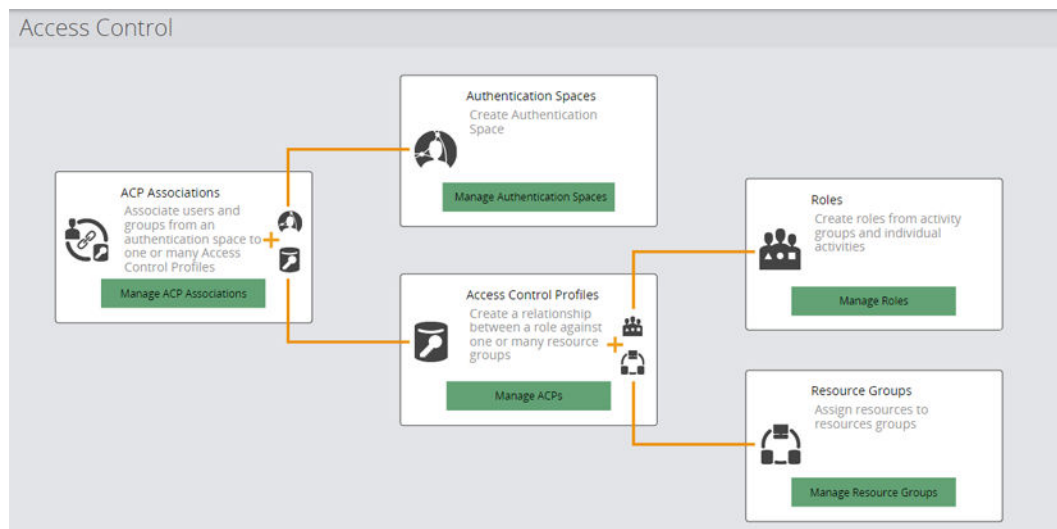 Access Control
Authentication Spaces
Create Authentication
Space
Manage Authentication Spaces
ACP Associations
Associate users and
groups from an
authentication space to
one or many Access
Control Profiles
Manage ACP Associations
Roles
Create roles from activity
groups and individual
activities
Manage Roles
Access Control Profiles
Create a relationship
between a role against
one or many resource
groups
Manage ACPs
Resource Groups
Assign resources to
resources groups
Manage Resource Groups